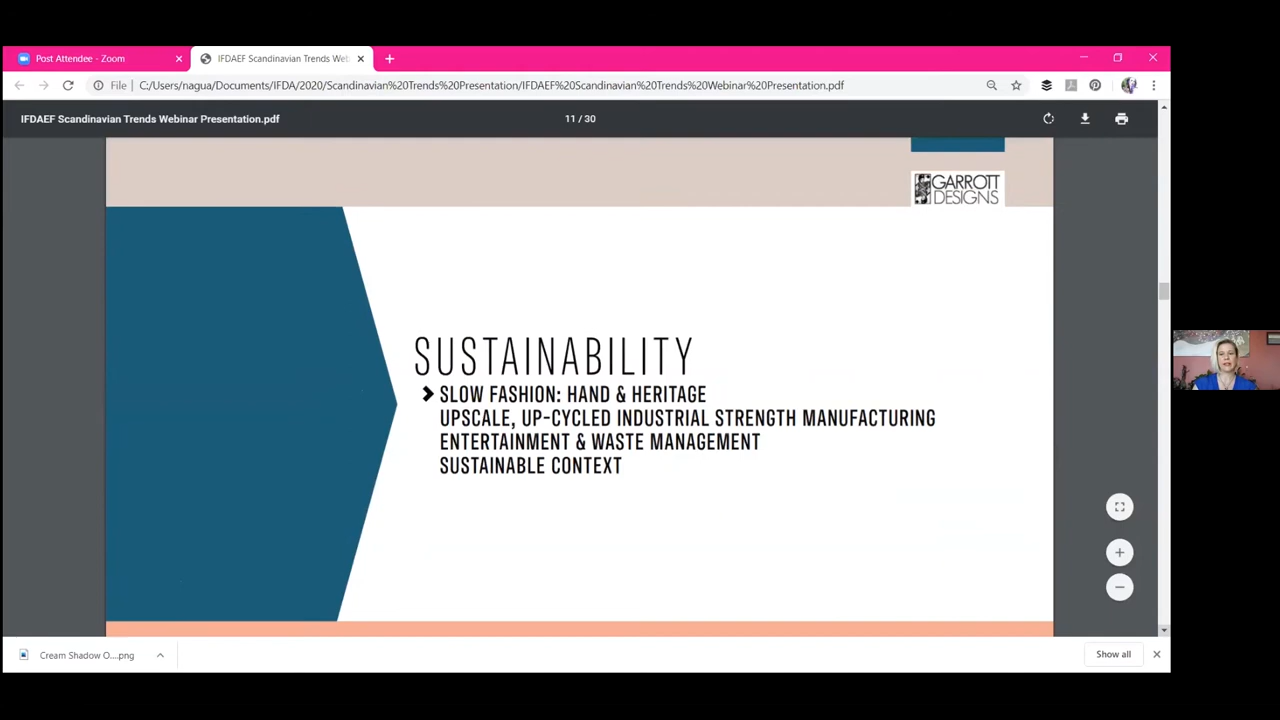 Post Attendee - Zoom
IFDAEF Scandinavian Trends Web
File
C:/Users/nagua/Documents/IFDA/2020/Scandinavian%20Trends%20Presentation/IFDAEF%20Scandinavian%20Trends%20Webinar%20Presentation.pdf
IFDAEF Scandinavian Trends Webinar Presentation.pdf
11 / 30
GARROTT
DESIGNS
SUSTAINABILITY
SLOW FASHION: HAND & HERITAGE
UPSCALE, UP-CYCLED INDUSTRIAL STRENGTH MANUFACTURING
ENTERTAINMENT & WASTE MANAGEMENT
SUSTAINABLE CONTEXT
Cream Shadow O....png
Show all